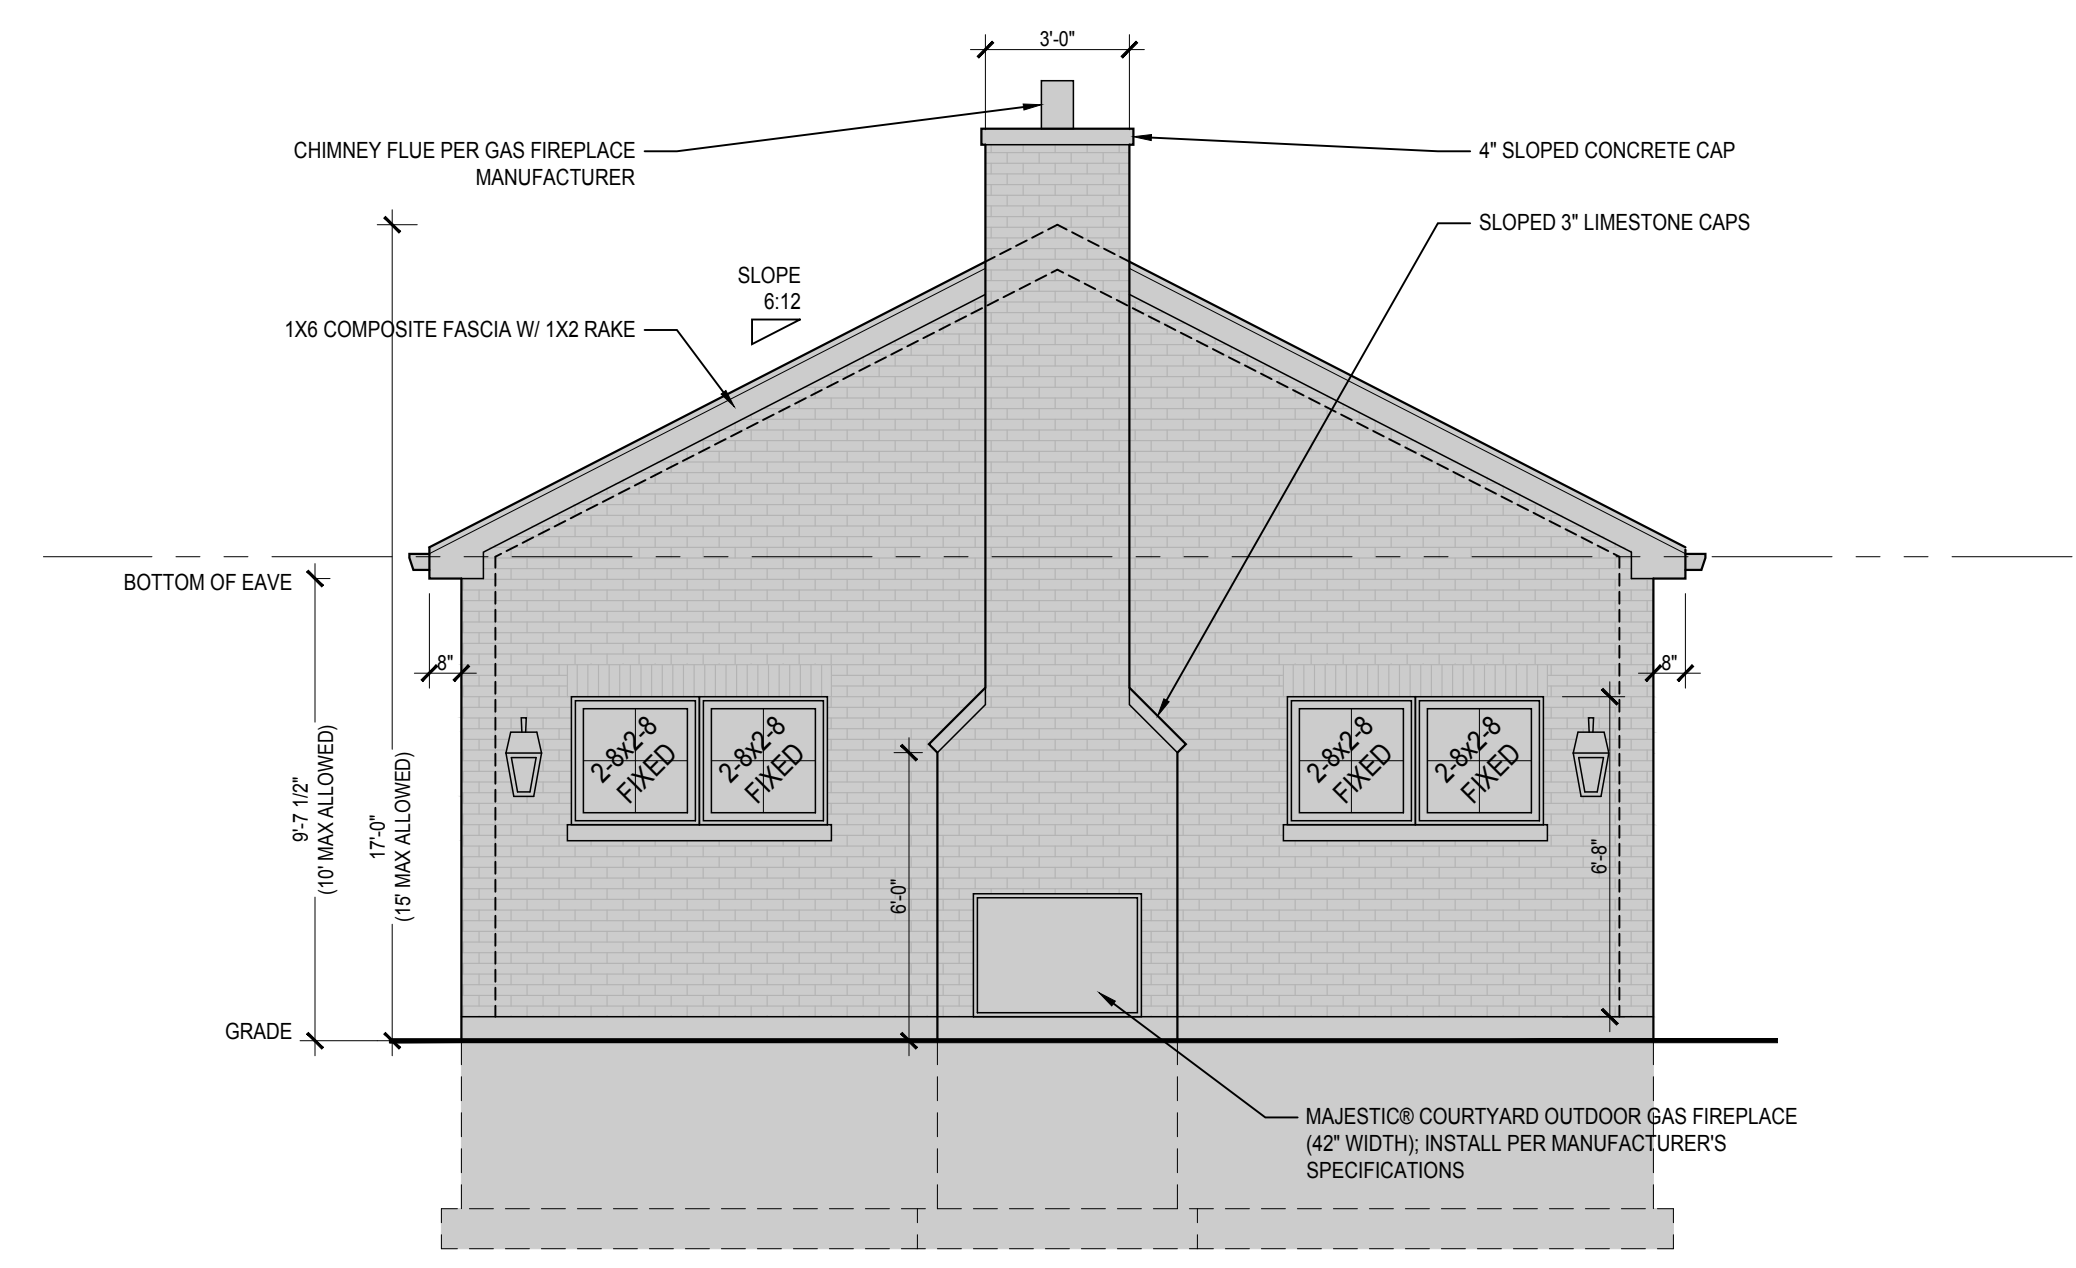 3'-0"
CHIMNEY FLUE PER GAS FIREPLACE
MANUFACTURER
4" SLOPED CONCRETE CAP
SLOPED 3" LIMESTONE CAPS
SLOPE
6:12
1X6 COMPOSITE FASCIA W/ 1X2 RAKE
BOTTOM OF EAVE
8"
8"
2-8x2-8
FIXED
2-8x2-8
FIXED
2-8x2-8
FIXED
2-8x2-8
FIXED
9'-7 1/2"
(10' MAX ALLOWED)
17'-0"
(15' MAX ALLOWED)
6'-0"
6'-8"
GRADE
MAJESTIC® COURTYARD OUTDOOR GAS FIREPLACE
(42" WIDTH); INSTALL PER MANUFACTURER'S
SPECIFICATIONS